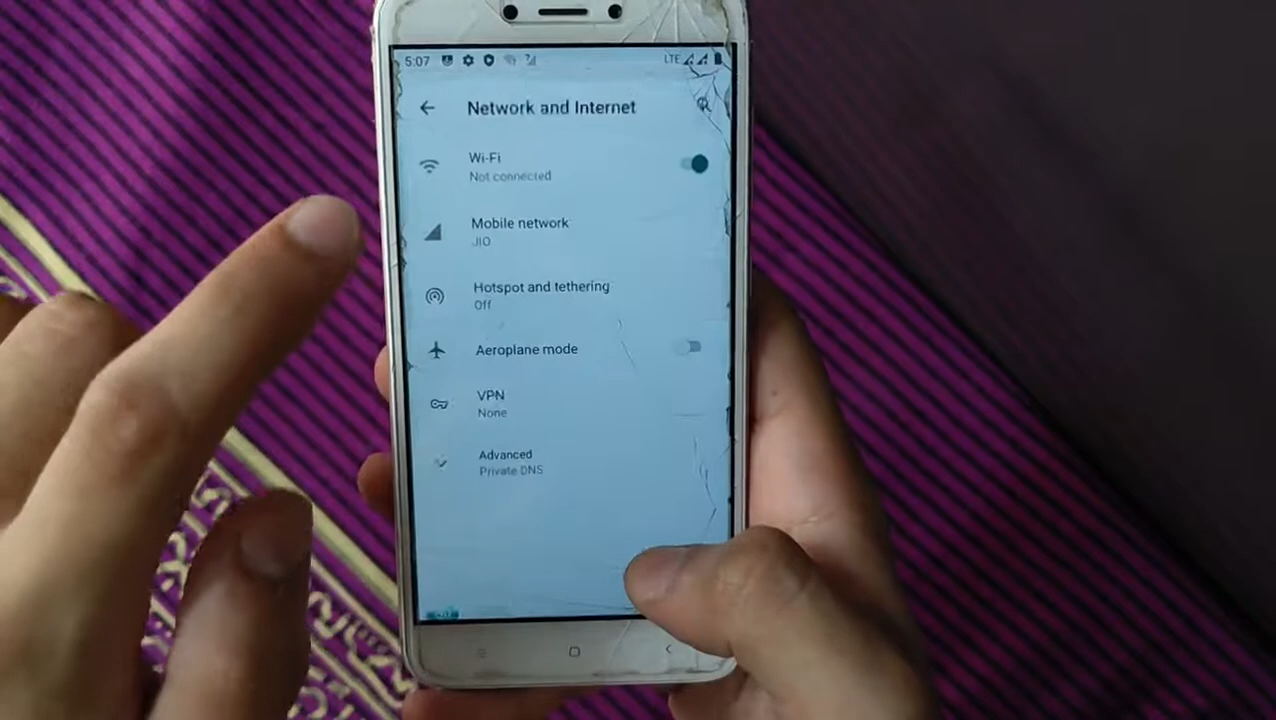 5:07
LTE
Network and Internet
Wi-Fi
Not connected
Mobile network
JIO
Hotspot and tethering
Off
Aeroplane mode
VPN
None
Advanced
Private DNS